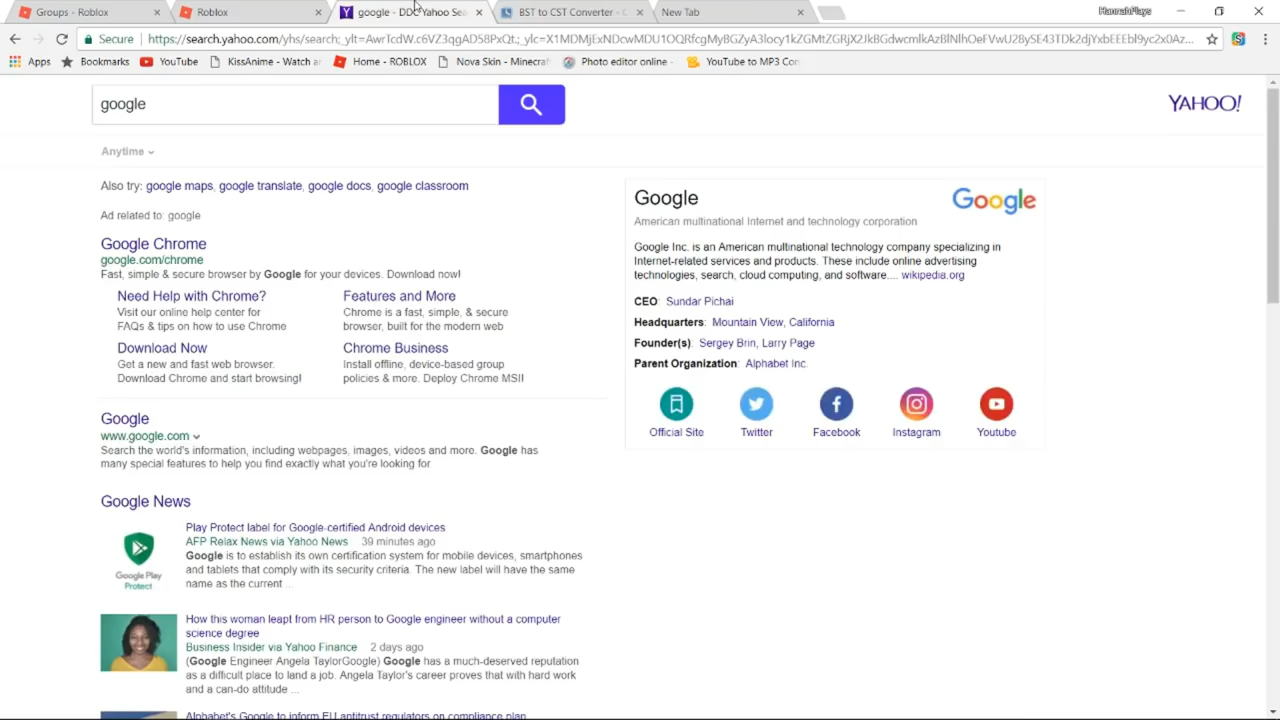 Groups - Roblox
Roblox
google - DDC Yahoo Sea
BST to CST Converter - C
New Tab
HannahPlays
Secure
Apps
Bookmarks
YouTube
KissAnime - Watch a
Home - ROBLOX
Nova Skin - Minecraf
Photo editor online -
YouTube to MP3 Con
google
YAHOO!
Anytime
Also try: google maps, google translate, google docs, google classroom
Ad related to: google
Google Chrome
google.com/chrome
Fast, simple & secure browser by Google for your devices. Download now!
Need Help with Chrome?
Visit our online help center for
FAQs & tips on how to use Chrome
Features and More
Chrome is a fast, simple, & secure
browser, built for the modern web
Download Now
Get a new and fast web browser.
Download Chrome and start browsing!
Chrome Business
Install offline, device-based group
policies & more. Deploy Chrome MSI!
Google
www.google.com
Search the world's information, including webpages, images, videos and more. Google has
many special features to help you find exactly what you're looking for
Google News
Google Play
Protect
Play Protect label for Google-certified Android devices
AFP Relax News via Yahoo News 39 minutes ago
Google is to establish its own certification system for mobile devices, smartphones
and tablets that comply with its security criteria. The new label will have the same
name as the current ...
How this woman leapt from HR person to Google engineer without a computer
science degree
Business Insider via Yahoo Finance 2 days ago
(Google Engineer Angela TaylorGoogle) Google has a much-deserved reputation
as a difficult place to land a job. Angela Taylor's career proves that with hard work
and a can-do attitude ...
Alphabet's Google to inform EU antitrust regulators on compliance plan
Google
Google
American multinational Internet and technology corporation
Google Inc. is an American multinational technology company specializing in
Internet-related services and products. These include online advertising
technologies, search, cloud computing, and software.... wikipedia.org
CEO: Sundar Pichai
Headquarters: Mountain View, California
Founder(s): Sergey Brin, Larry Page
Parent Organization: Alphabet Inc.
Official Site
Twitter
Facebook
Instagram
Youtube